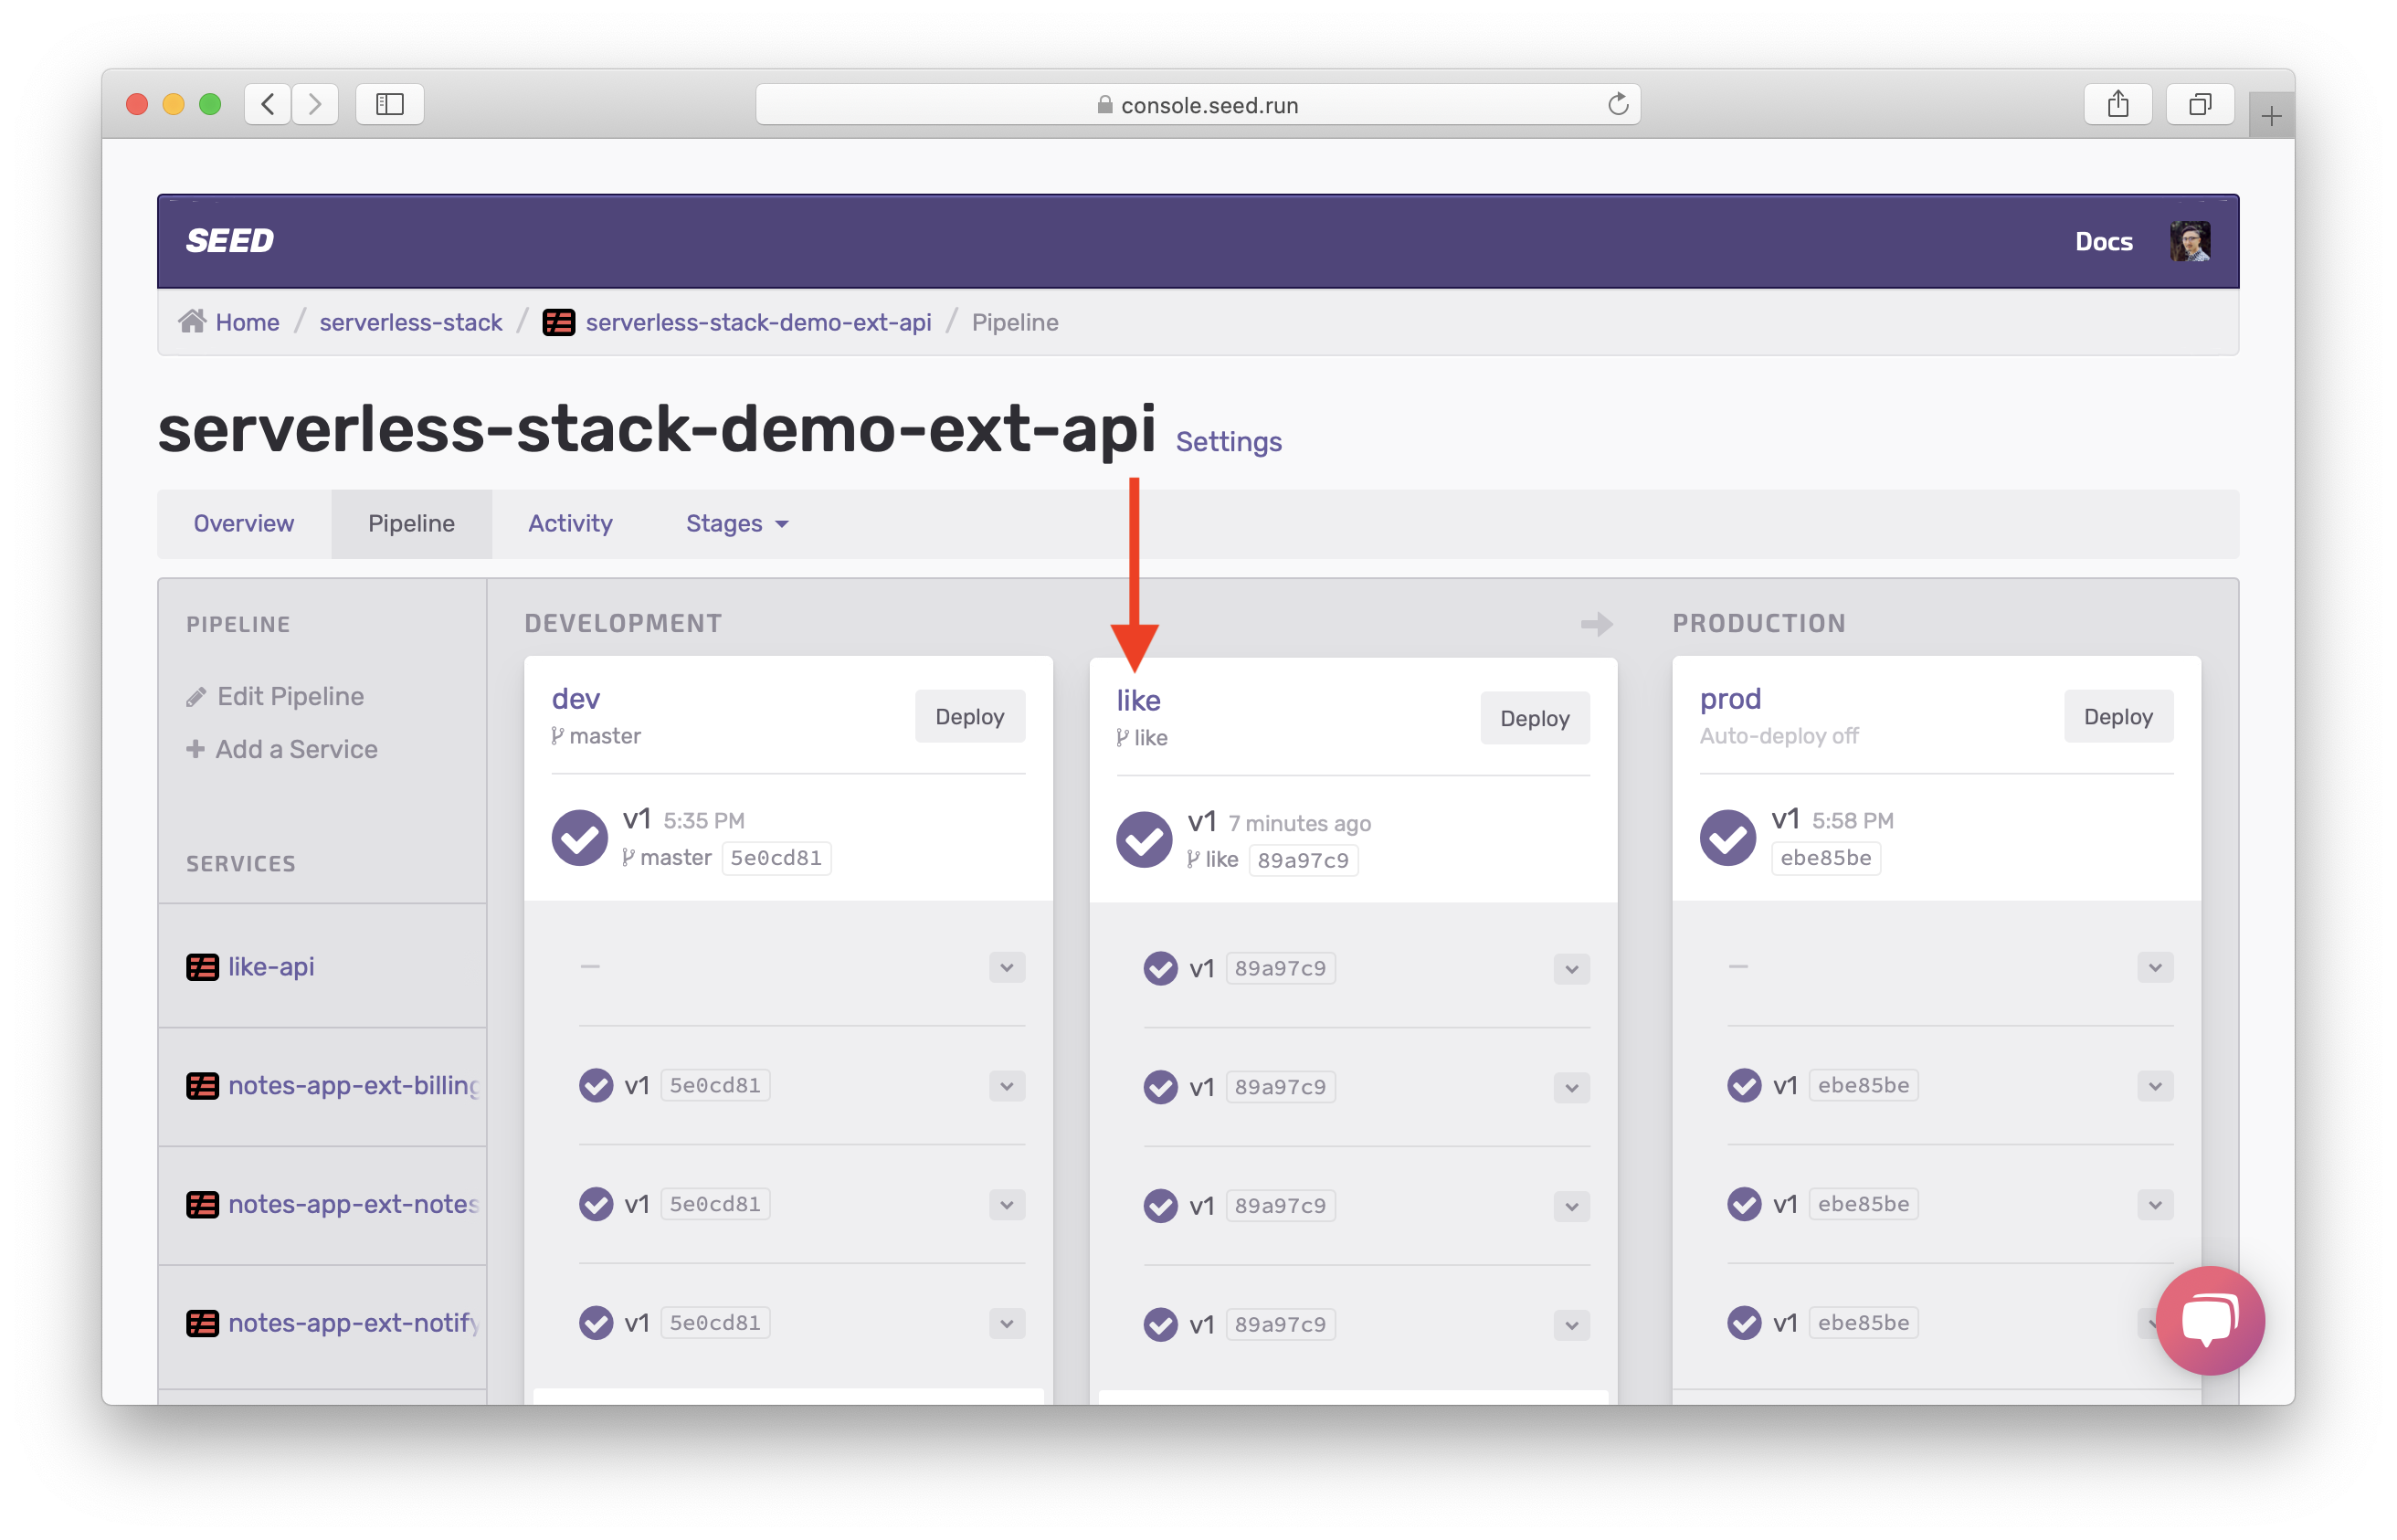 console.seed.run
SEED
Docs
Home / serverless-stack / serverless-stack-demo-ext-api / Pipeline
serverless-stack-demo-ext-api Settings
Overview Pipeline Activity Stages
PIPELINE
Edit Pipeline
Add a Service
SERVICES
like-api
notes-app-ext-billing
notes-app-ext-notes
notes-app-ext-notify
DEVELOPMENT
dev
Deploy
master
v1 5:35 PM
master 5e0cd81
–
v1 5e0cd81
v1 5e0cd81
v1 5e0cd81
like
Deploy
like
v1 7 minutes ago
like 89a97c9
v1 89a97c9
v1 89a97c9
v1 89a97c9
v1 89a97c9
PRODUCTION
prod
Deploy
Auto-deploy off
v1 5:58 PM
ebe85be
–
v1 ebe85be
v1 ebe85be
v1 ebe85be